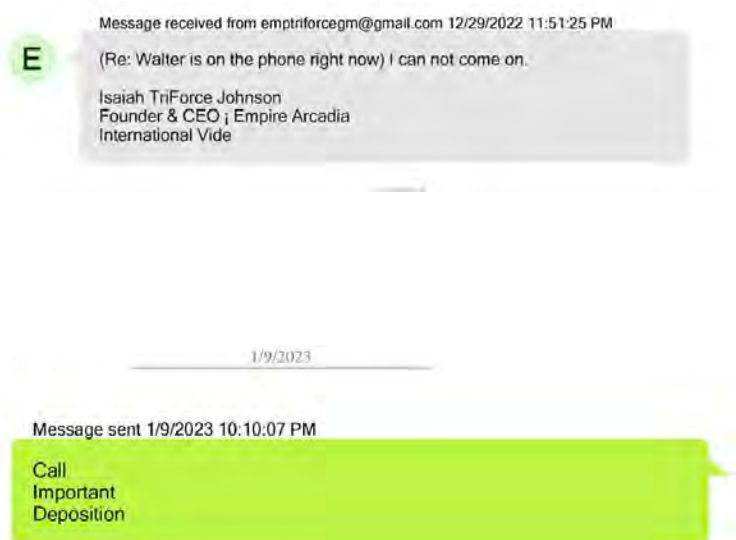 Message received from emptriforcegm@gmail.com 12/29/2022 11:51:25 PM
E
(Re: Walter is on the phone right now) I can not come on.
Isaiah TriForce Johnson
Founder & CEO ¡ Empire Arcadia
International Vide
1/9/2023
Message sent 1/9/2023 10:10:07 PM
Call
Important
Deposition